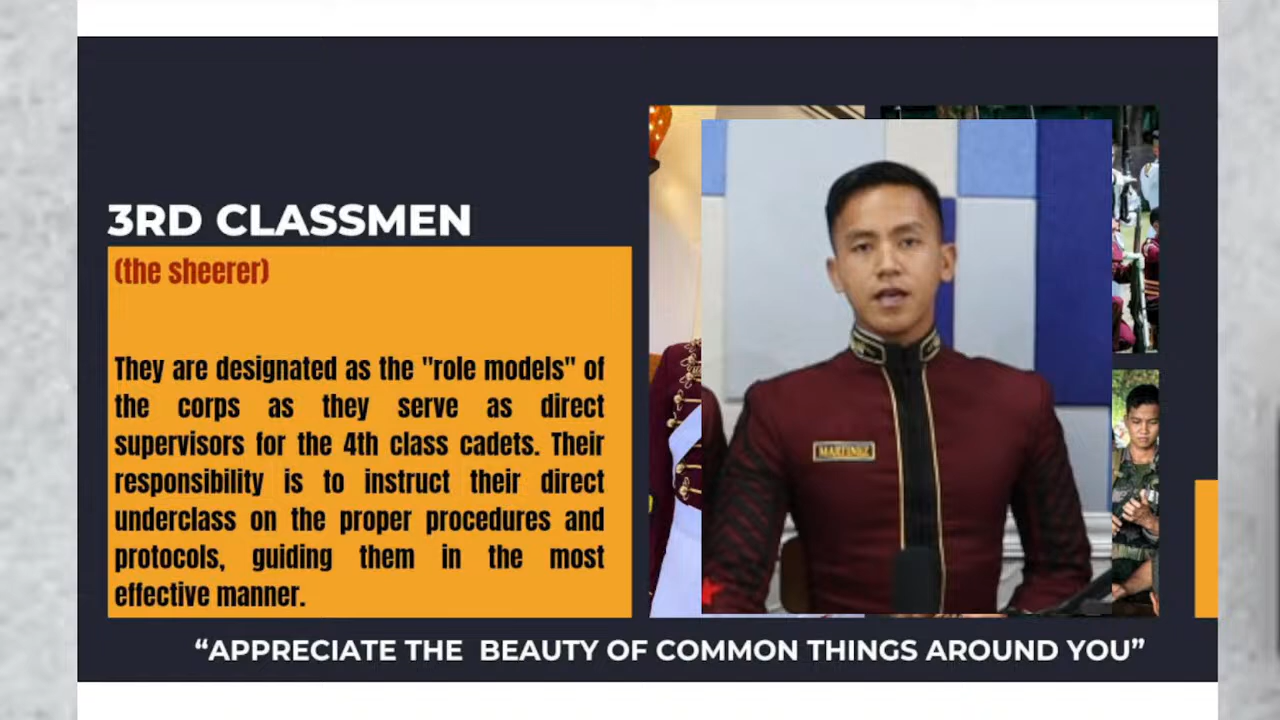 3RD CLASSMEN
(the sheerer)
They are designated as the "role models" of
the corps as they serve as direct
supervisors for the 4th class cadets. Their
responsibility is to instruct their direct
underclass on the proper procedures and
protocols, guiding them in the most
effective manner.
MARTINEZ
“APPRECIATE THE BEAUTY OF COMMON THINGS AROUND YOU”